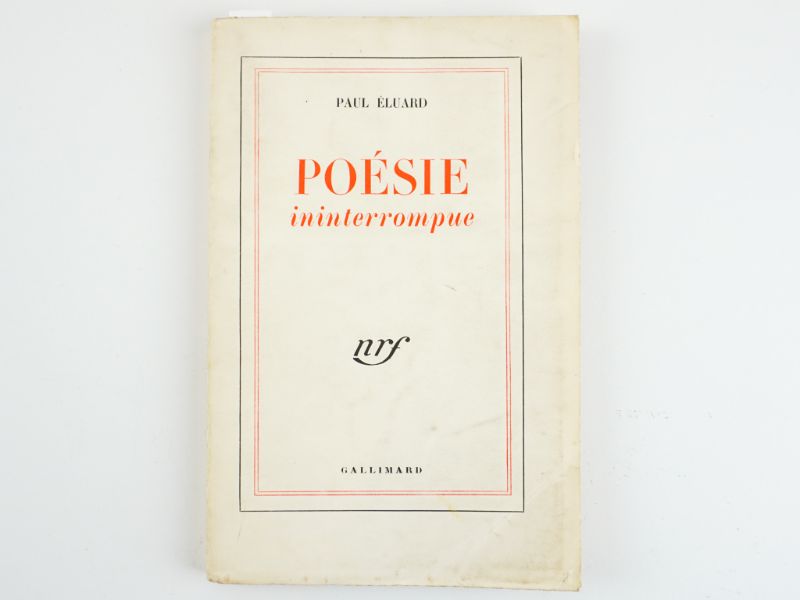 PAUL ÉLUARD
POÉSIE
ininterrompue
nrf
GALLIMARD